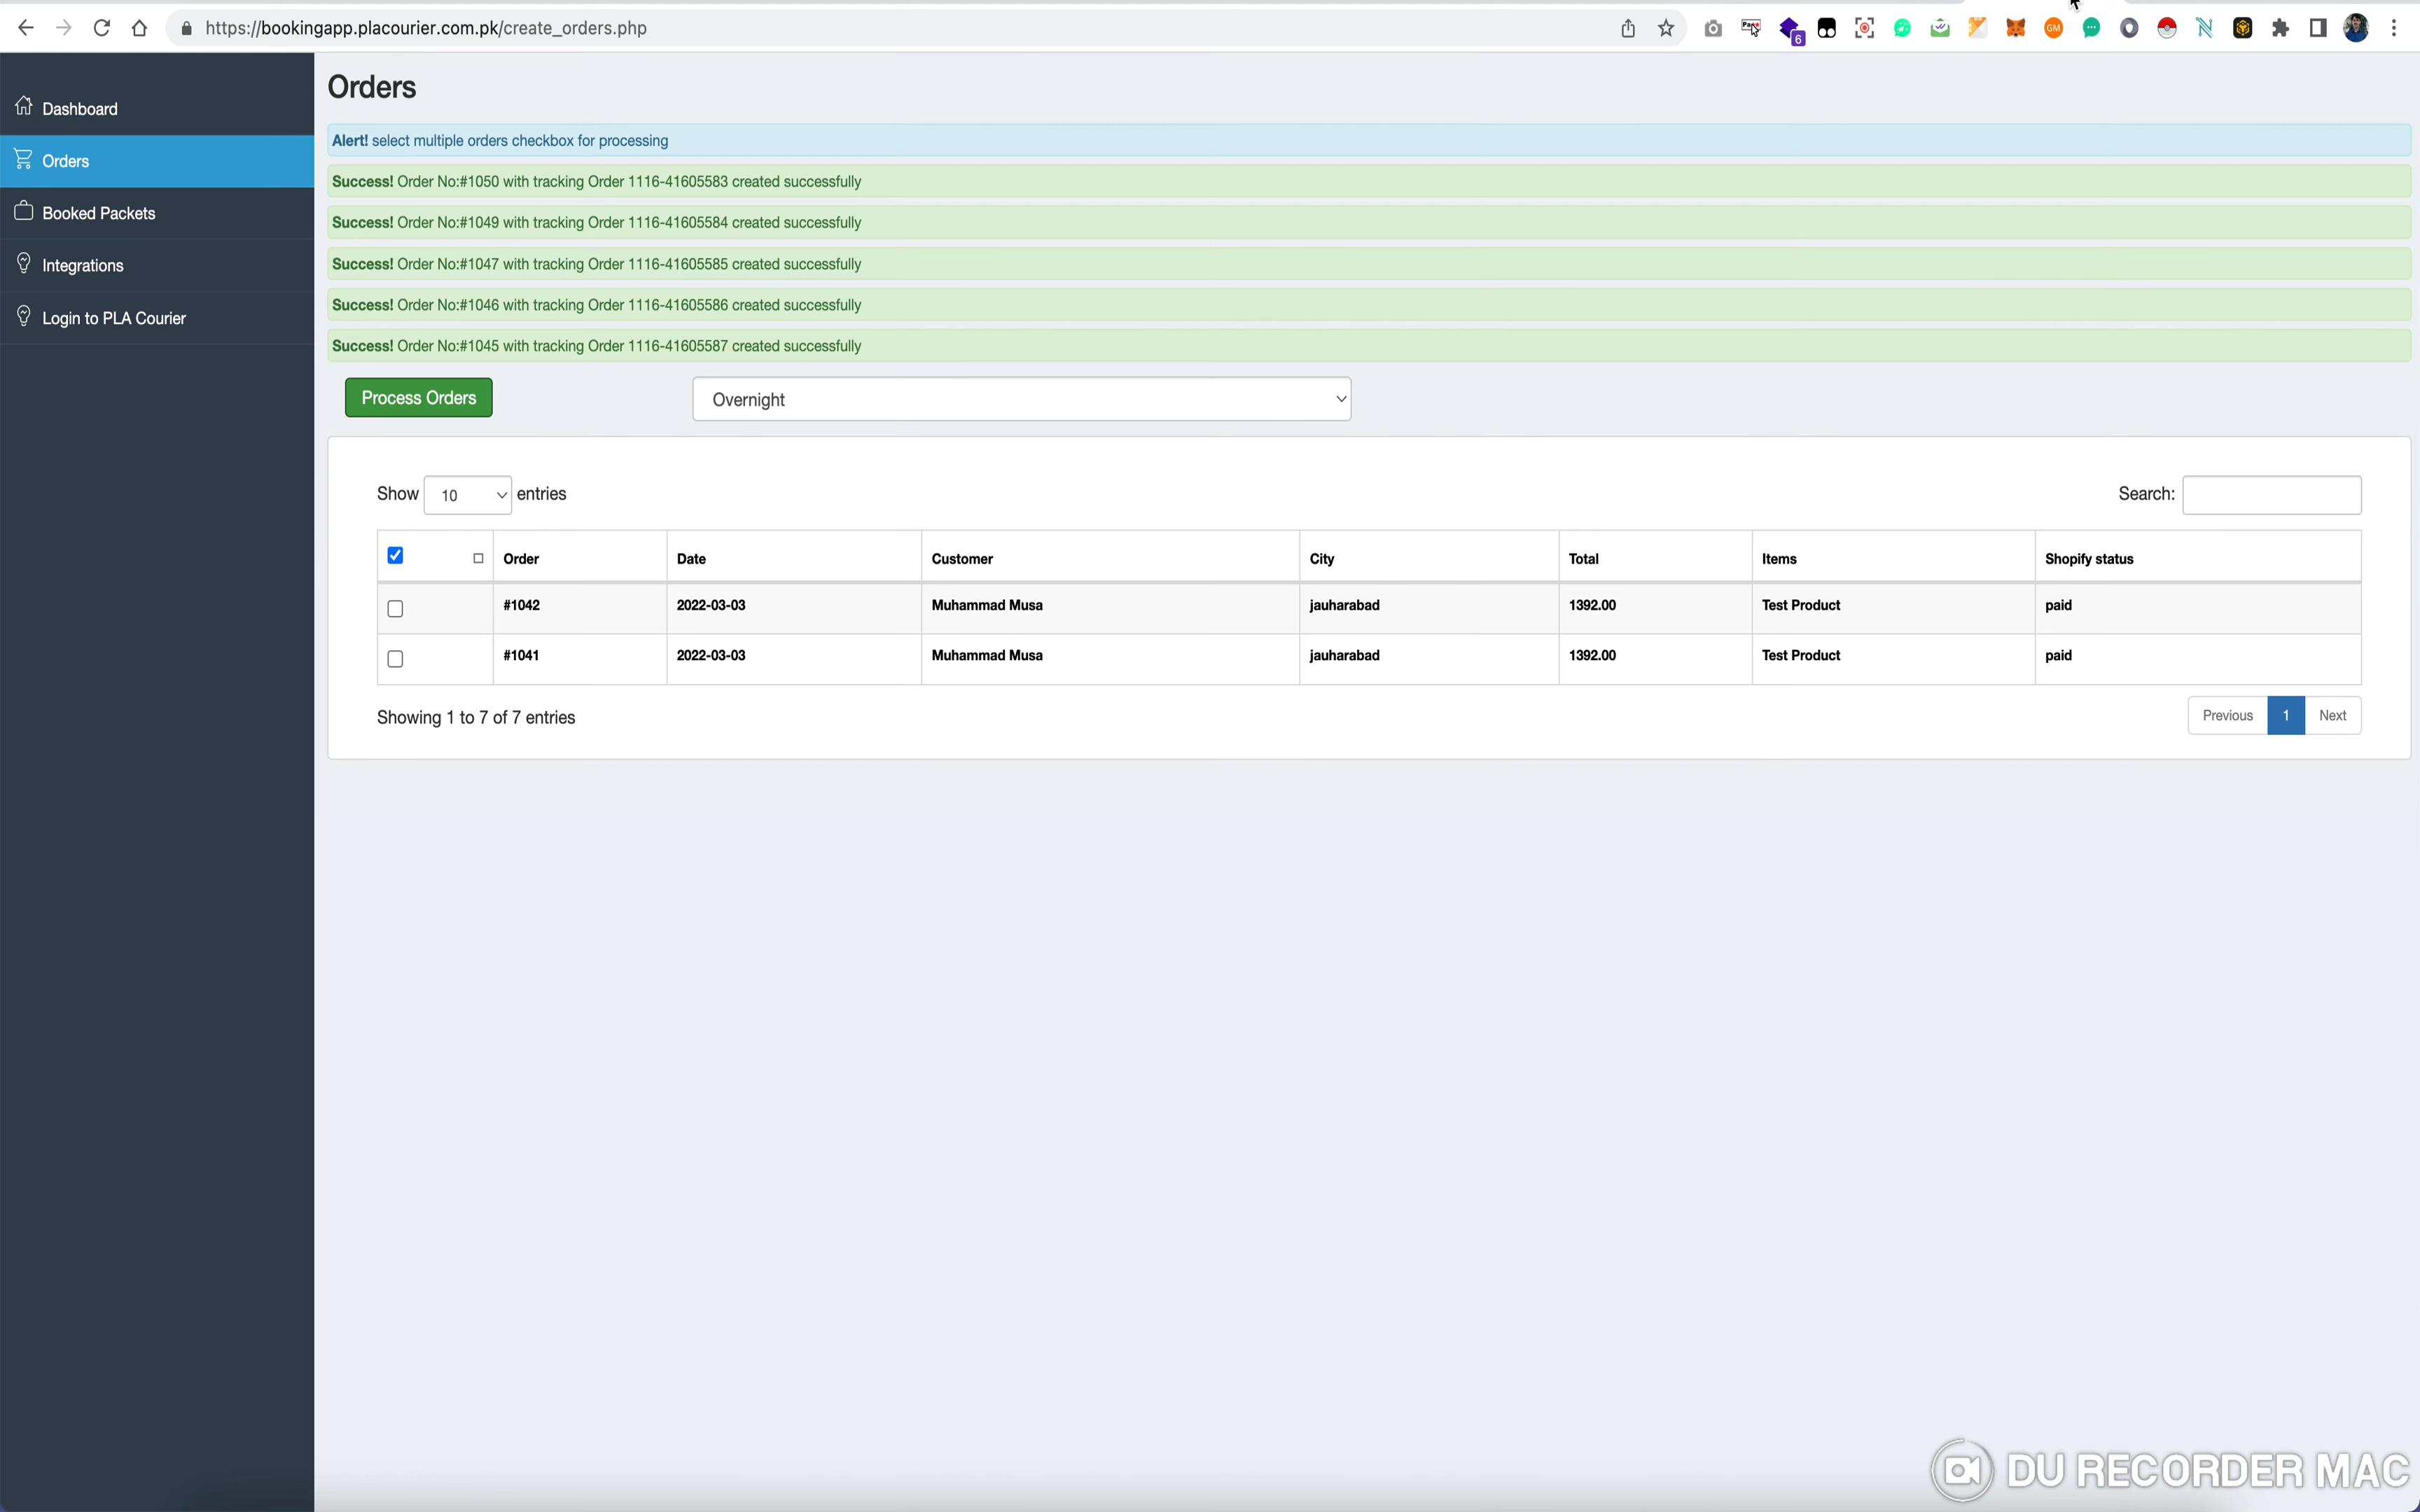 https://bookingapp.placourier.com.pk/create_orders.php
6
GM
Dashboard
Orders
Booked Packets
Integrations
Login to PLA Courier
Orders
Alert! select multiple orders checkbox for processing
Success! Order No:#1050 with tracking Order 1116-41605583 created successfully
Success! Order No:#1049 with tracking Order 1116-41605584 created successfully
Success! Order No:#1047 with tracking Order 1116-41605585 created successfully
Success! Order No:#1046 with tracking Order 1116-41605586 created successfully
Success! Order No:#1045 with tracking Order 1116-41605587 created successfully
Process Orders Overnight
Show 10 entries Search:
Order Date Customer City Total Items Shopify status
#1042 2022-03-03 Muhammad Musa jauharabad 1392.00 Test Product paid
#1041 2022-03-03 Muhammad Musa jauharabad 1392.00 Test Product paid
Showing 1 to 7 of 7 entries Previous 1 Next
DU RECORDER MAC